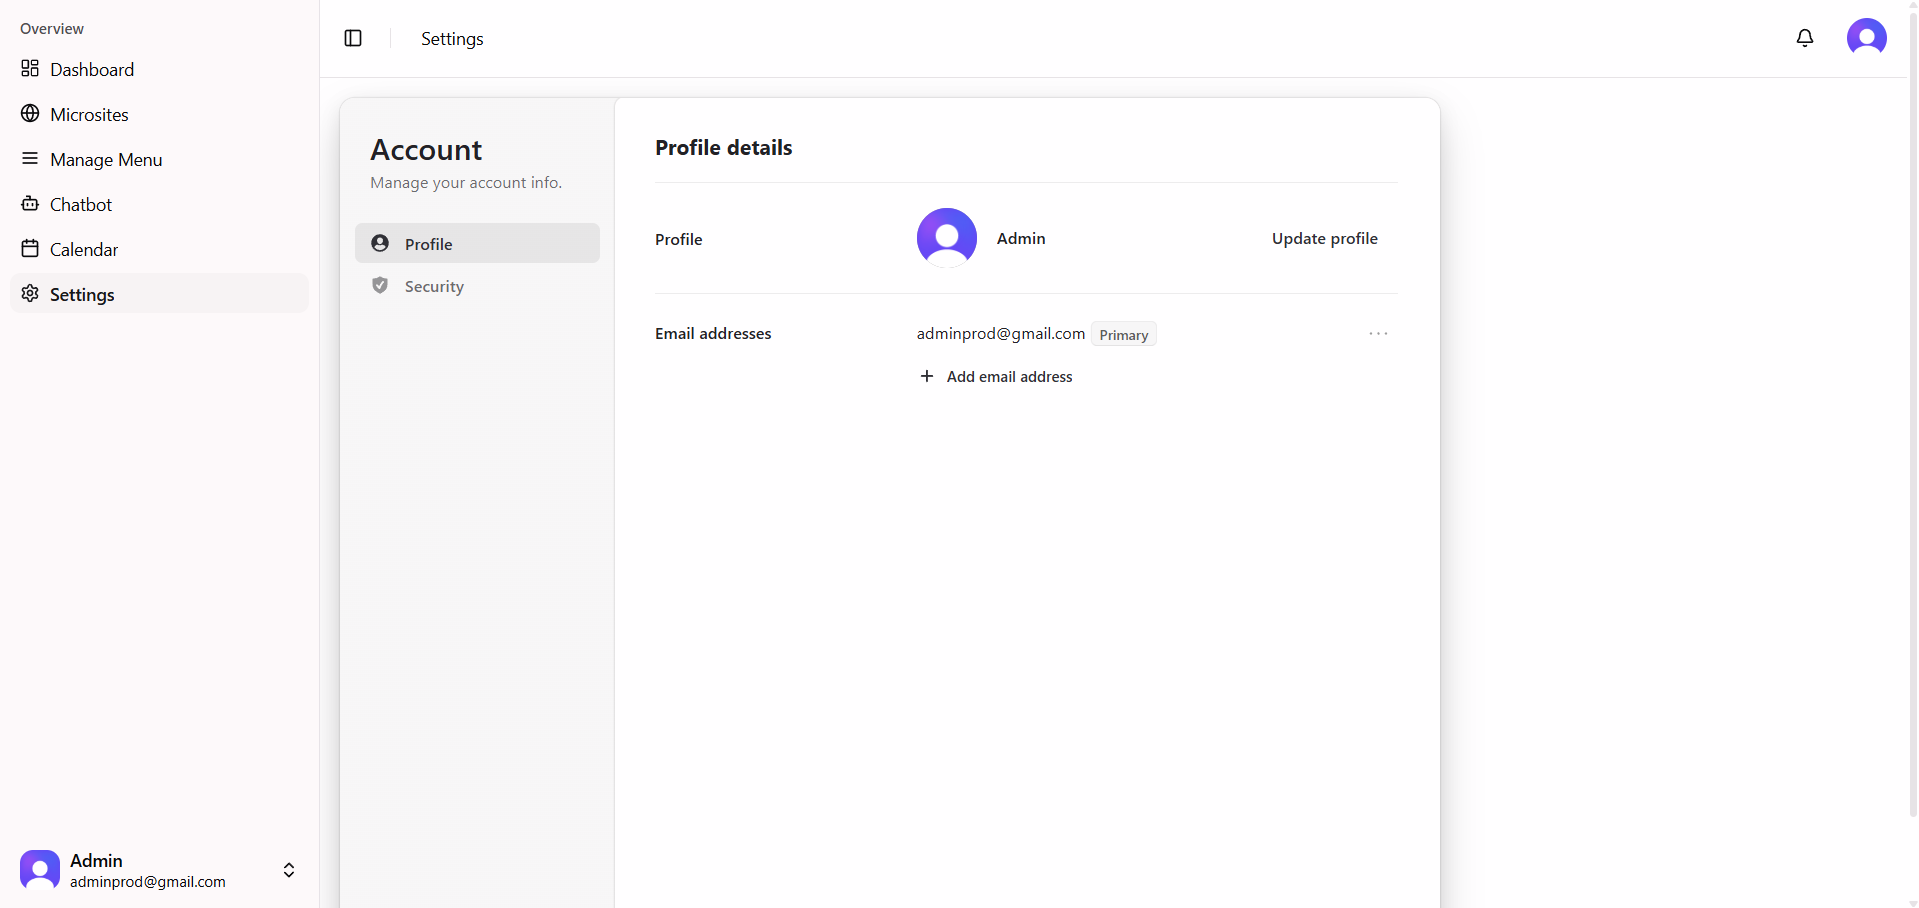 Overview
Dashboard
Microsites
Manage Menu
Chatbot
Calendar
Settings
Admin
adminprod@gmail.com
Settings
Account
Manage your account info.
Profile
Security
Profile details
Profile
Admin
Update profile
Email addresses
adminprod@gmail.com Primary
Add email address